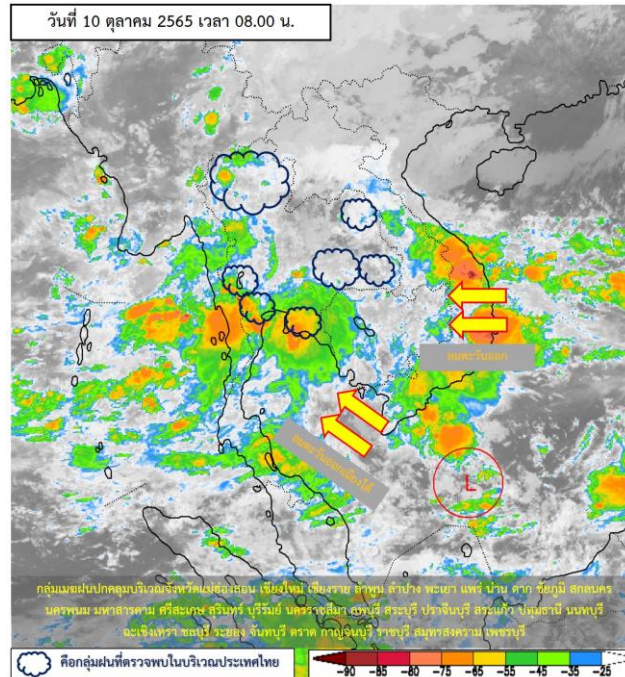 วันที่ 10 ตุลาคม 2565 เวลา 08.00 น.
ลมตะวันออก
ลมตะวันออกเฉียงใต้
L
กลุ่มเมฆฝนปกคลุมบริเวณจังหวัดแม่ฮ่องสอน เชียงใหม่ เชียงราย ลำพูน ลำปาง พะเยา แพร่ น่าน ตาก ชัยภูมิ สกลนคร
นครพนม มหาสารคาม ศรีสะเกษ สุรินทร์ บุรีรัมย์ นครราชสีมา ลพบุรี สระบุรี ปราจีนบุรี สระแก้ว ปทุมธานี นนทบุรี
ฉะเชิงเทรา ชลบุรี ระยอง จันทบุรี ตราด กาญจนบุรี ราชบุรี สมุทรสงคราม เพชรบุรี
คือกลุ่มฝนที่ตรวจพบในบริเวณประเทศไทย
-90 -80 -75 -70 -65 -55 -45 -35 -25